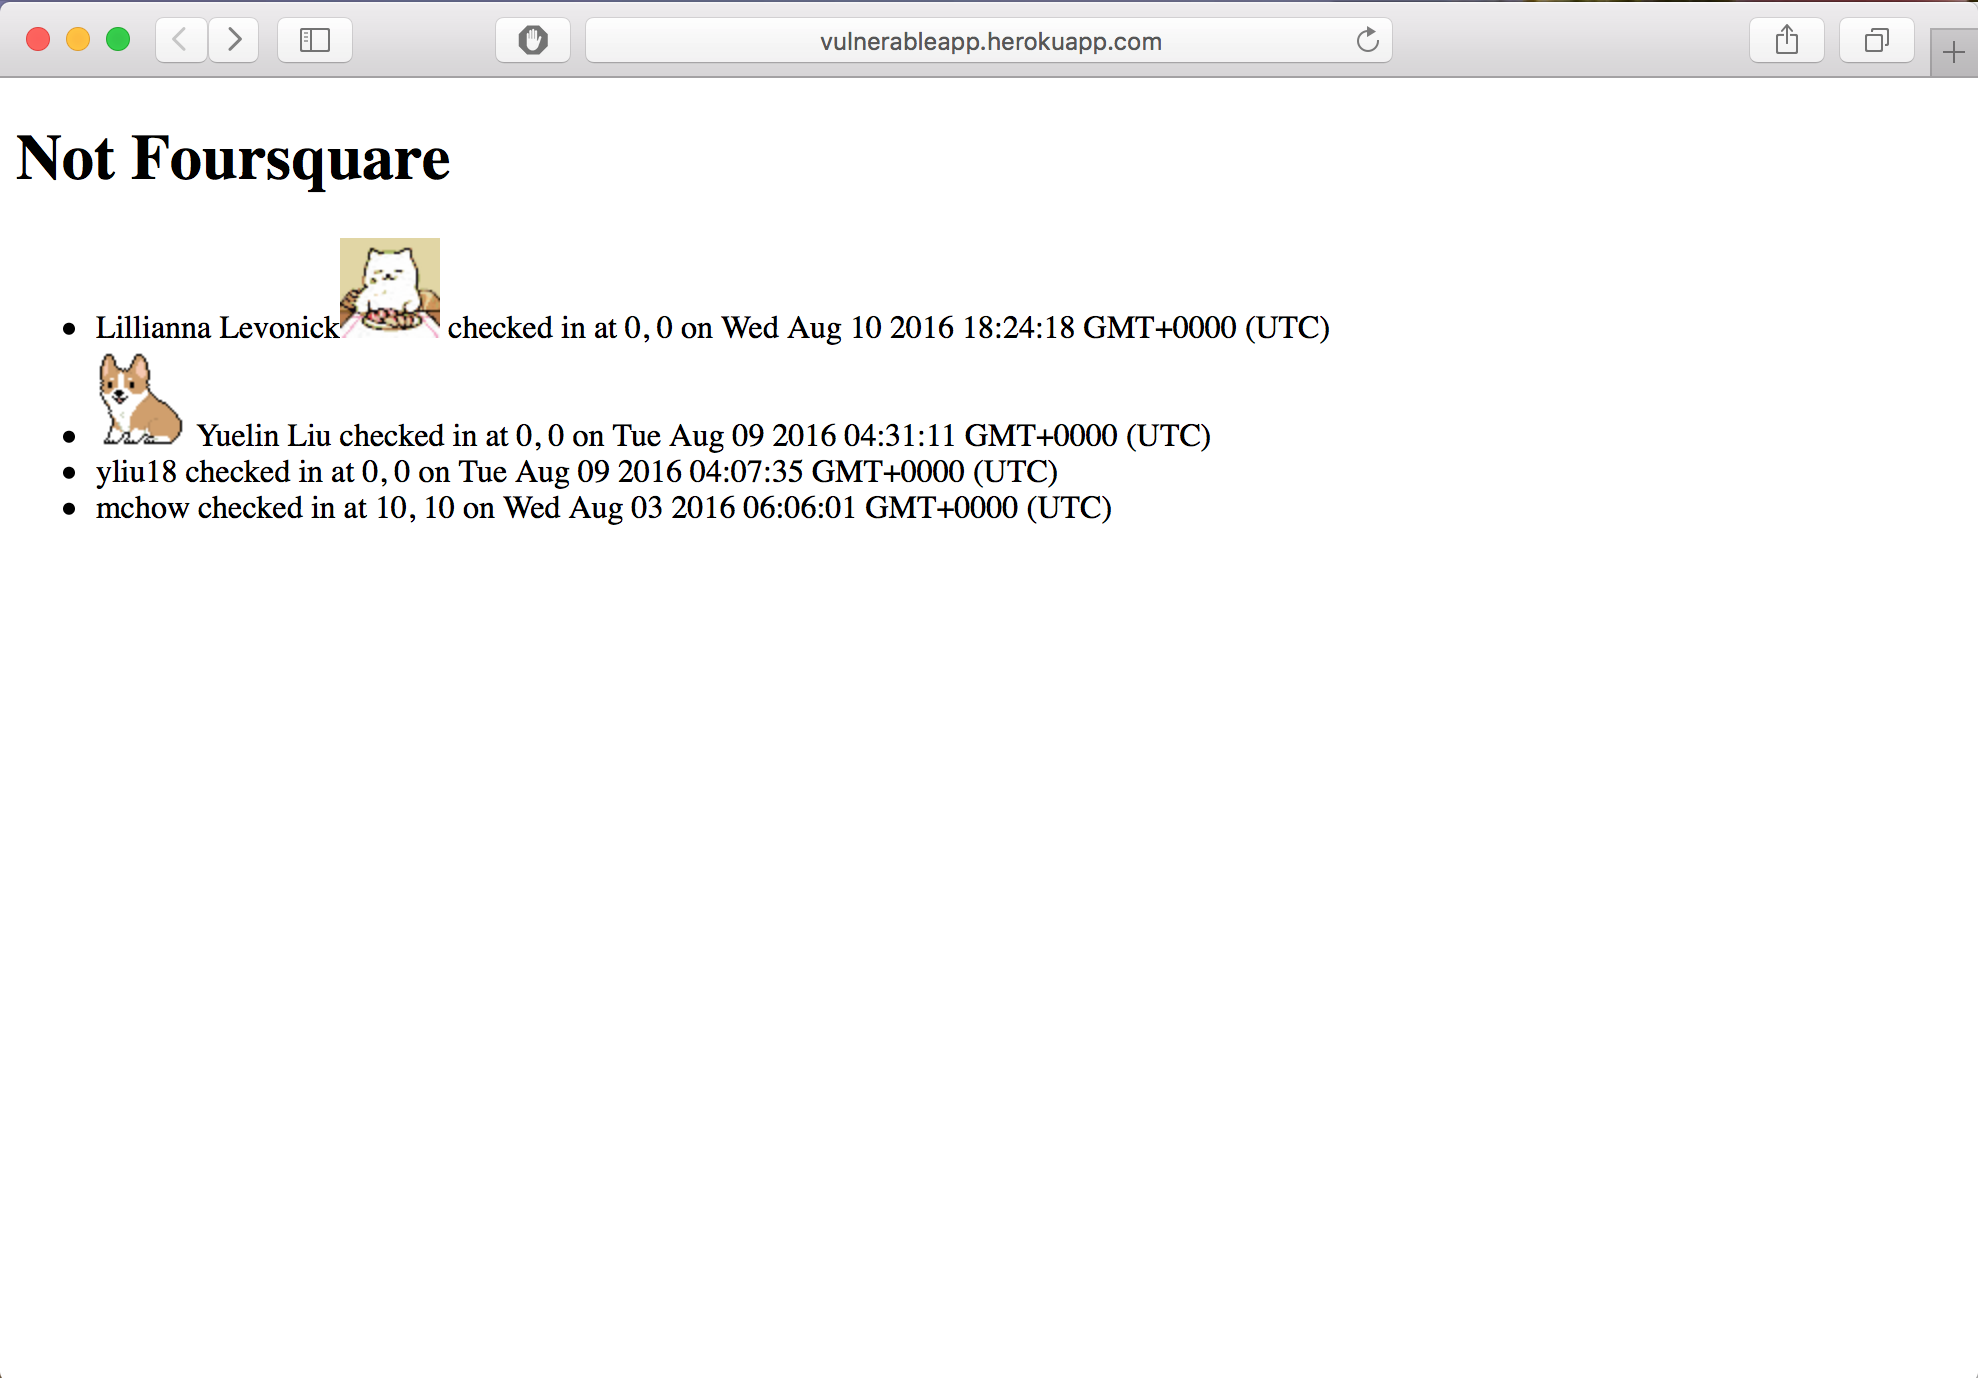 vulnerableapp.herokuapp.com
Not Foursquare
Lillianna Levonick checked in at 0, 0 on Wed Aug 10 2016 18:24:18 GMT+0000 (UTC)
Yuelin Liu checked in at 0, 0 on Tue Aug 09 2016 04:31:11 GMT+0000 (UTC)
yliu18 checked in at 0, 0 on Tue Aug 09 2016 04:07:35 GMT+0000 (UTC)
mchow checked in at 10, 10 on Wed Aug 03 2016 06:06:01 GMT+0000 (UTC)